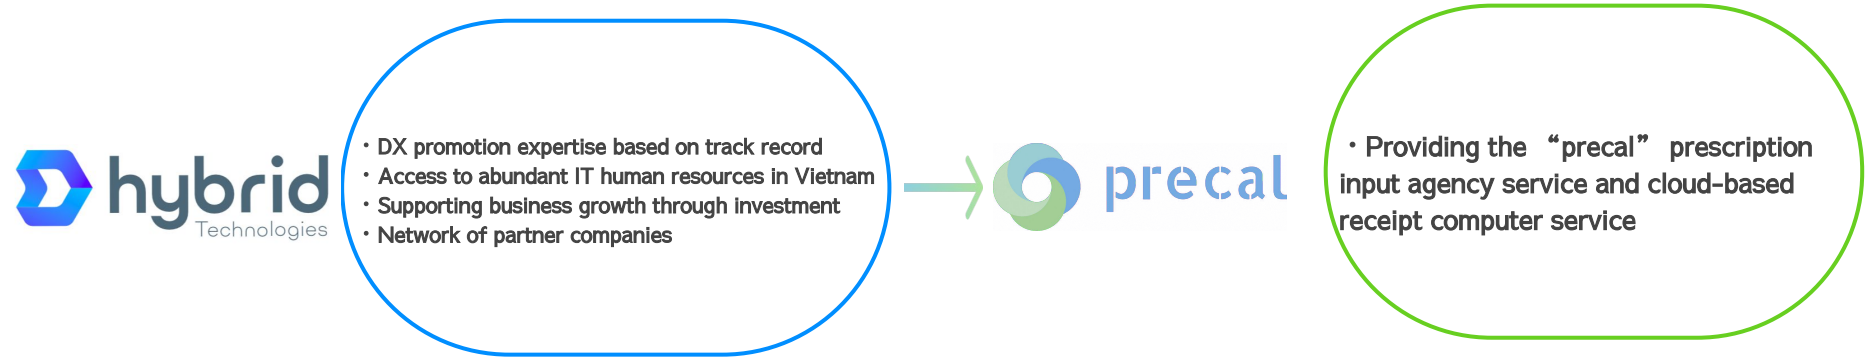 hybrid
Technologies
・DX promotion expertise based on track record
・Access to abundant IT human resources in Vietnam
・Supporting business growth through investment
・Network of partner companies
precal
・Providing the “precal” prescription
input agency service and cloud-based
receipt computer service